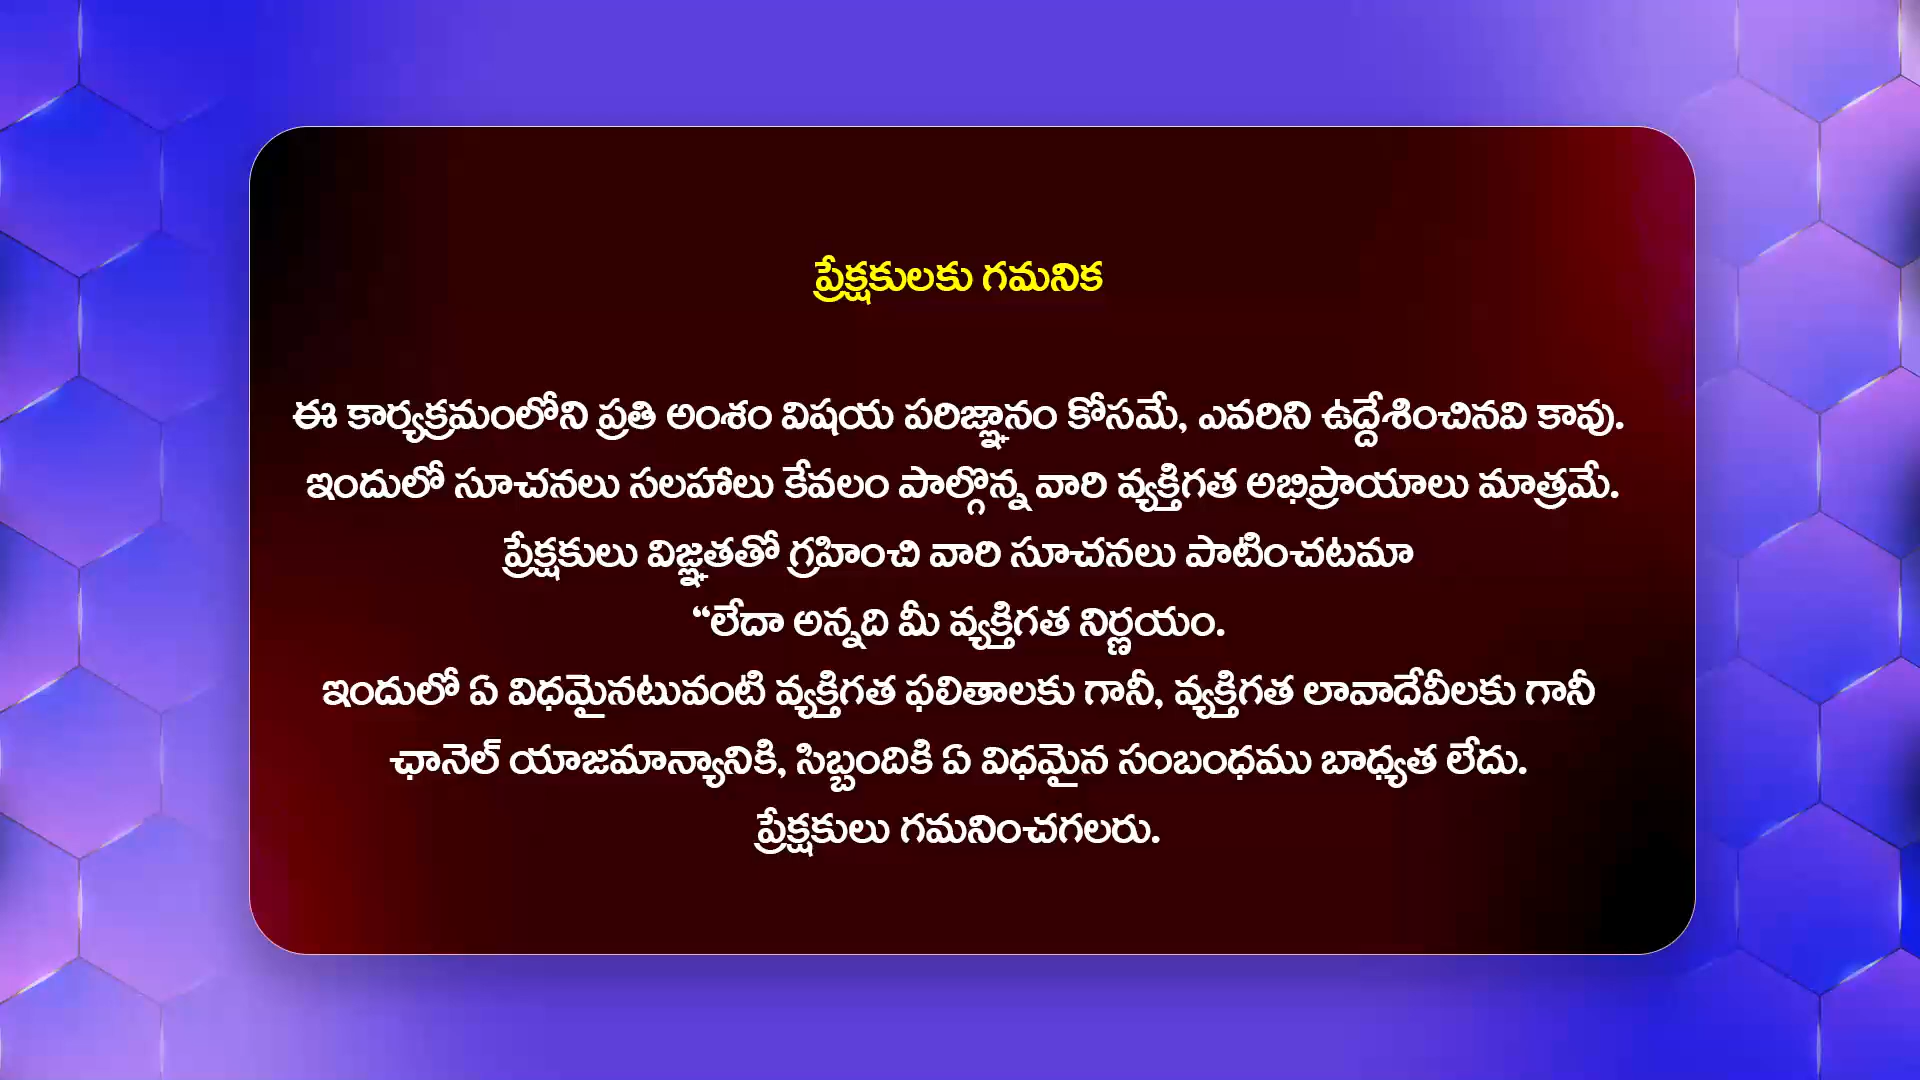 ప్రేక్షకులకు గమనిక
ఈ కార్యక్రమంలోని ప్రతి అంశం విషయ పరిజ్ఞానం కోసమే, ఎవరిని ఉద్దేశించినవి కావు.
ఇందులో సూచనలు సలహాలు కేవలం పాల్గొన్న వారి వ్యక్తిగత అభిప్రాయాలు మాత్రమే.
ప్రేక్షకులు విజ్ఞతతో గ్రహించి వారి సూచనలు పాటించటమా
“లేదా అన్నది మీ వ్యక్తిగత నిర్ణయం.
ఇందులో ఏ విధమైనటువంటి వ్యక్తిగత ఫలితాలకు గానీ, వ్యక్తిగత లావాదేవీలకు గానీ
ఛానెల్ యాజమాన్యానికి, సిబ్బందికి ఏ విధమైన సంబంధము బాధ్యత లేదు.
ప్రేక్షకులు గమనించగలరు.